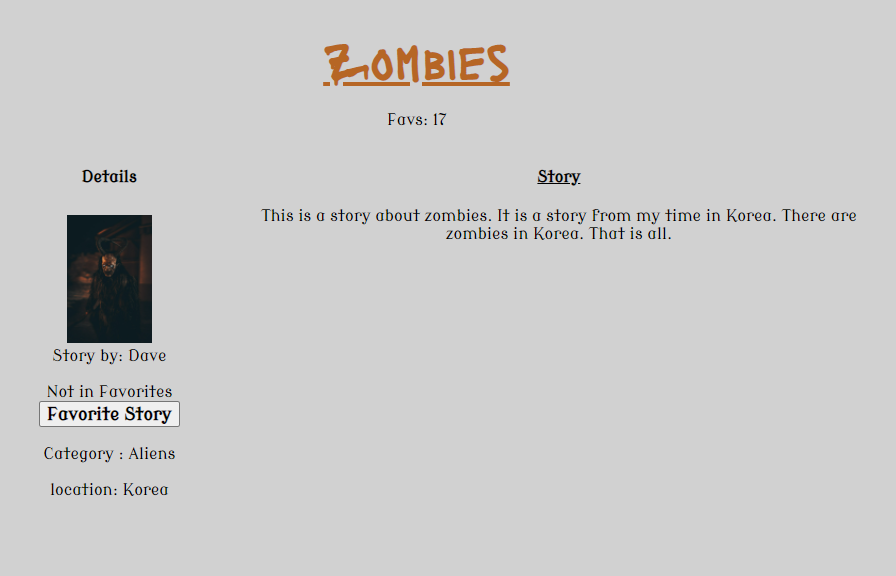 Zombies
Favs: 17
Details
Story by: Dave
Not in Favorites
Favorite Story
Category : Aliens
location: Korea
Story
This is a story about zombies. It is a story from my time in Korea. There are
zombies in Korea. That is all.